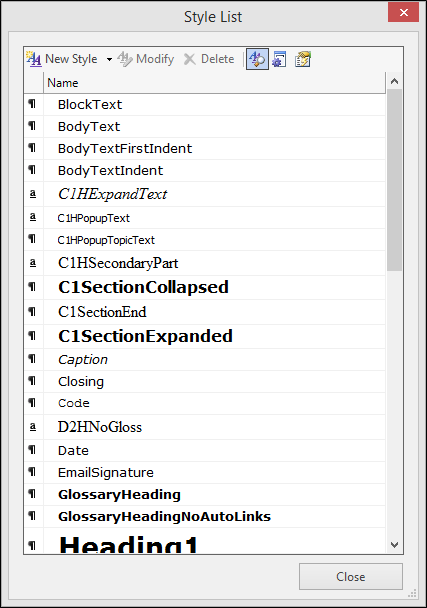 Style List
New Style Modify Delete
Name
¶ BlockText
¶ BodyText
¶ BodyTextFirstIndent
¶ BodyTextIndent
a C1HExpandText
a C1HPopupText
¶ C1HPopupTopicText
a C1HSecondaryPart
¶ C1SectionCollapsed
¶ C1SectionEnd
¶ C1SectionExpanded
¶ Caption
¶ Closing
¶ Code
a D2HNoGloss
¶ Date
¶ EmailSignature
¶ GlossaryHeading
¶ GlossaryHeadingNoAutoLinks
¶ Heading1
Close